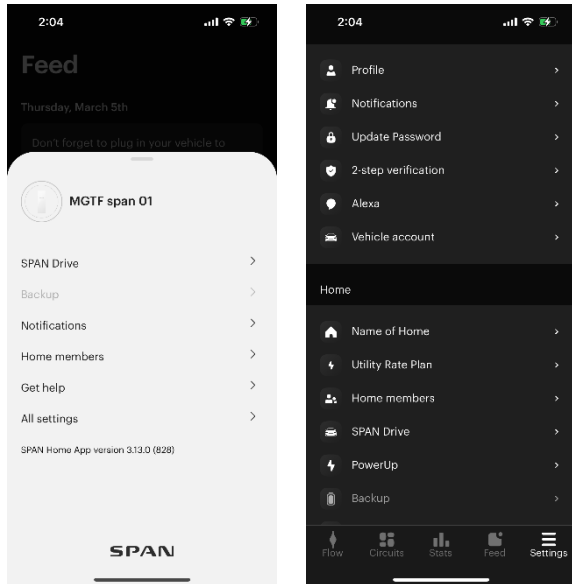 2:04
Feed
Thursday, March 5th
Don't forget to plug in your vehicle to
MGTF span 01
SPAN Drive
Backup
Notifications
Home members
Get help
All settings
SPAN Home App version 3.13.0 (828)
SPAN
2:04
Profile
Notifications
Update Password
2-step verification
Alexa
Vehicle account
Home
Name of Home
Utility Rate Plan
Home members
SPAN Drive
PowerUp
Backup
Flow
Circuits
Stats
Feed
Settings